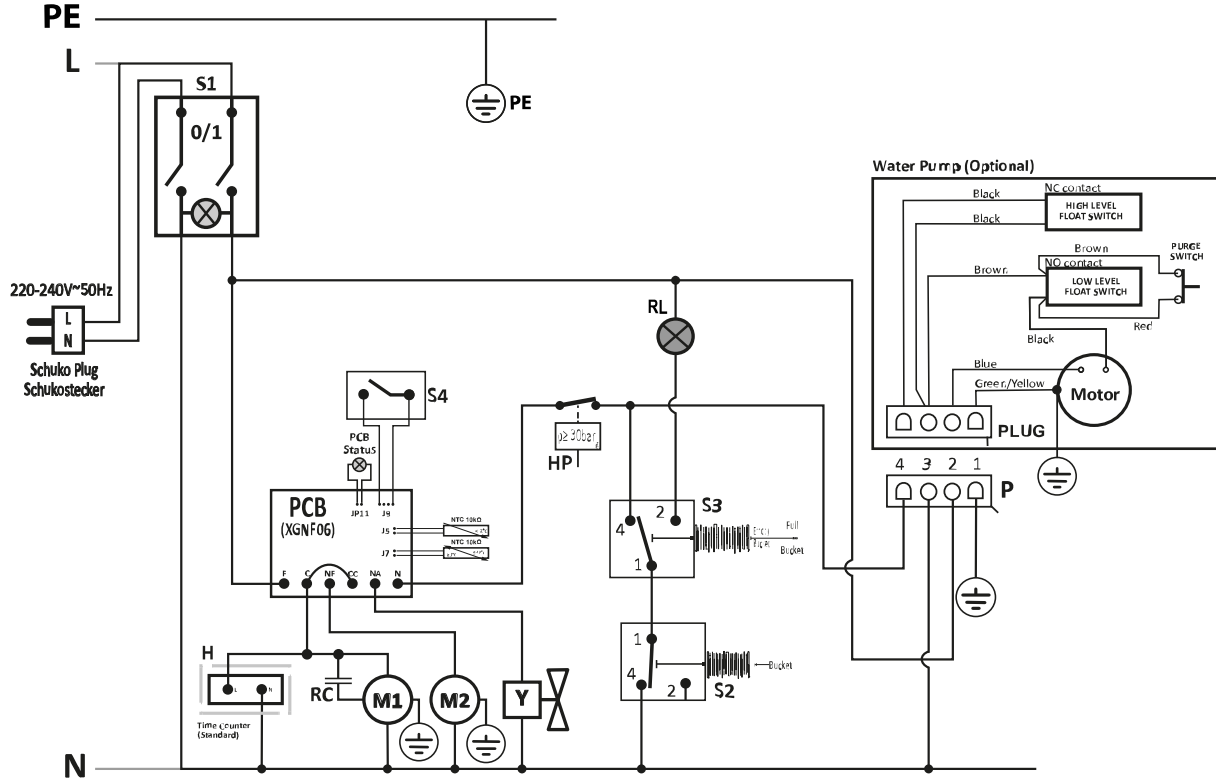 PE
L
S1
0/1
PE
Water Pump (Optional)
Black
NC contact
HIGH LEVEL
FLOAT SWITCH
Black
Brown
PURGE
SWITCH
NO contact
Brown
LOW LEVEL
FLOAT SWITCH
Red
Black
Blue
Green/Yellow
Motor
PLUG
4 3 2 1
P
220-240V~50Hz
L
N
Schuko Plug
Schukostecker
RL
S4
PCB
Status
p≥ 30bar
HP
PCB
(XGNF06)
JP11
J9
J5
NTC 10kΩ
J7
NTC 10kΩ
F C NF CC NA N
S3
2
4
1
Full
Bucket
1
4
2
Bucket
S2
H
L
N
Time Counter
(Standard)
RC
M1
M2
Y
N